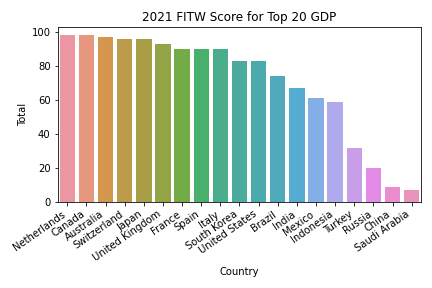 2021 FITW Score for Top 20 GDP
100
80
60
40
20
0
Total
Netherlands
Canada
Australia
Switzerland
Japan
United Kingdom
France
Spain
Italy
South Korea
United States
Brazil
India
Mexico
Indonesia
Turkey
Russia
China
Saudi Arabia
Country